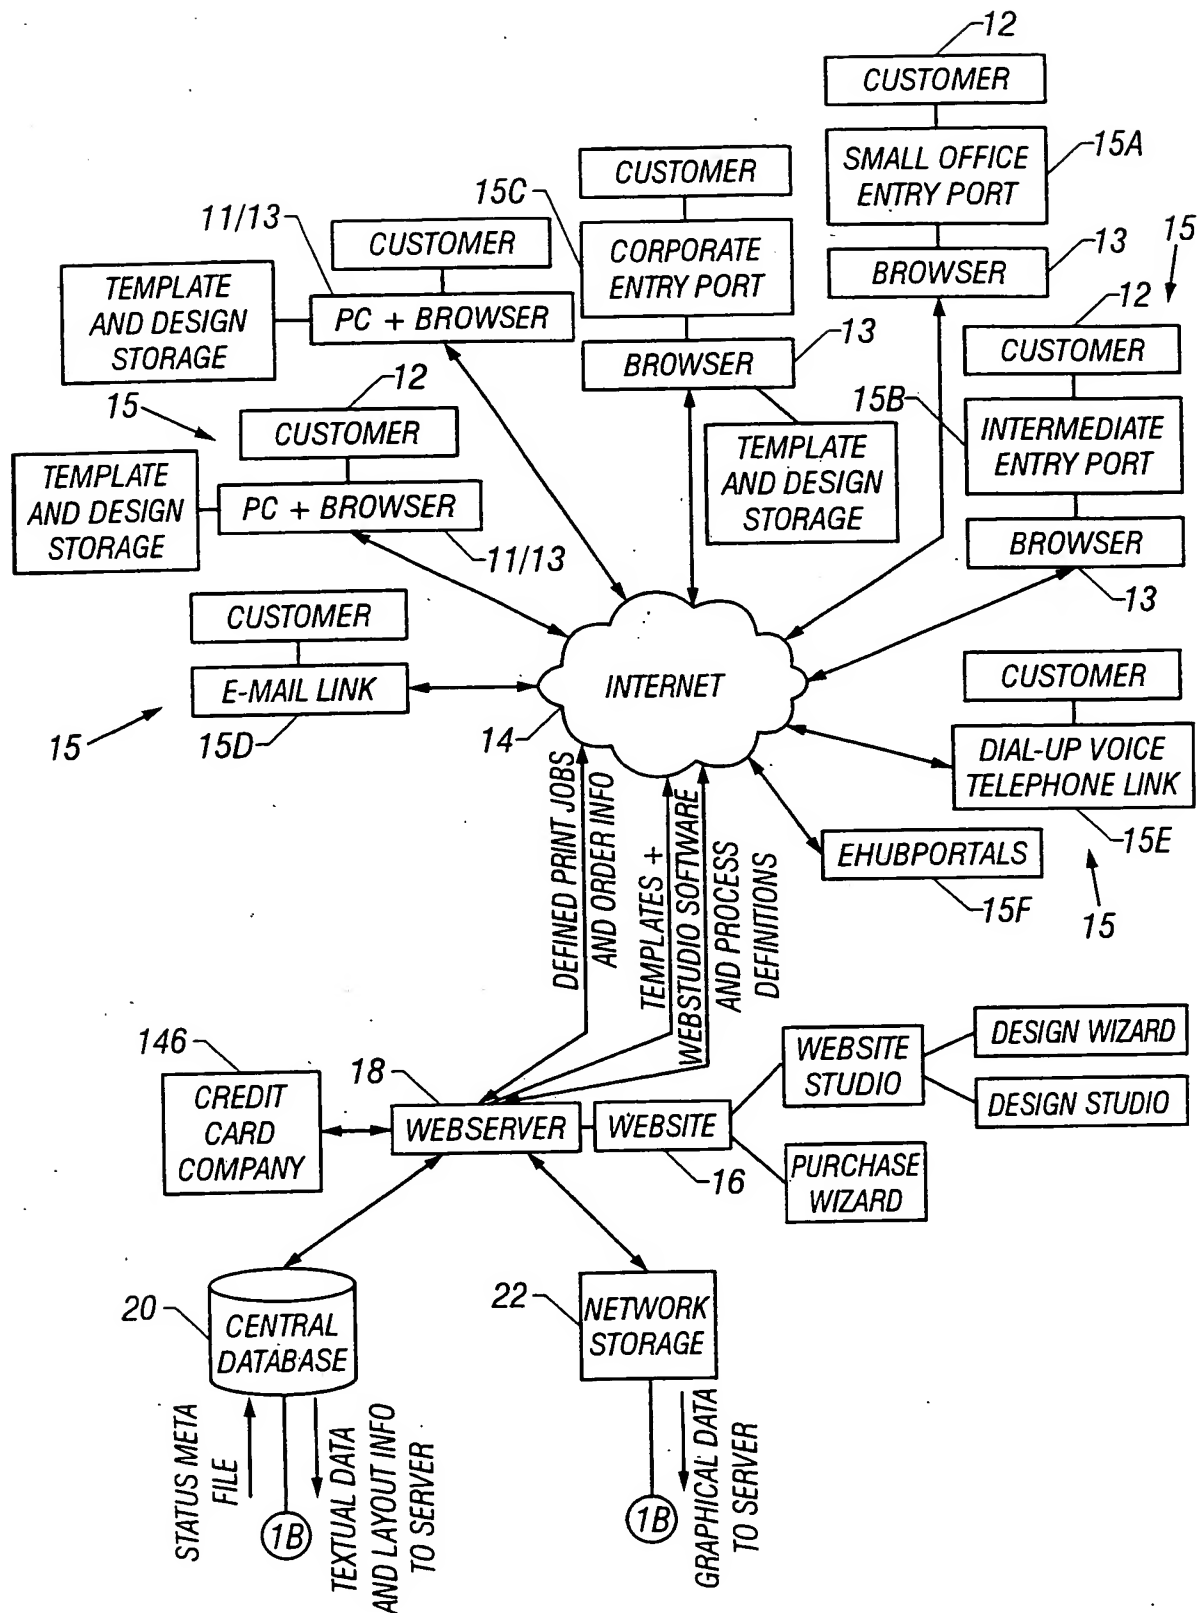 12
CUSTOMER
15A
SMALL OFFICE
ENTRY PORT
13
BROWSER
15
CUSTOMER
15C
CORPORATE
ENTRY PORT
13
BROWSER
TEMPLATE
AND DESIGN
STORAGE
11/13
CUSTOMER
TEMPLATE
AND DESIGN
STORAGE
PC + BROWSER
12
CUSTOMER
15B
INTERMEDIATE
ENTRY PORT
BROWSER
13
15
12
CUSTOMER
TEMPLATE
AND DESIGN
STORAGE
PC + BROWSER
11/13
CUSTOMER
E-MAIL LINK
15
15D
INTERNET
14
CUSTOMER
DIAL-UP VOICE
TELEPHONE LINK
15E
EHUBPORTALS
15F
15
DEFINED PRINT JOBS
AND ORDER INFO
TEMPLATES +
WEBSTUDIO SOFTWARE
AND PROCESS
DEFINITIONS
146
CREDIT
CARD
COMPANY
18
WEBSERVER
WEBSITE
16
WEBSITE
STUDIO
DESIGN WIZARD
DESIGN STUDIO
PURCHASE
WIZARD
20
CENTRAL
DATABASE
22
NETWORK
STORAGE
STATUS META
FILE
1B
TEXTUAL DATA
AND LAYOUT INFO
TO SERVER
1B
GRAPHICAL DATA
TO SERVER